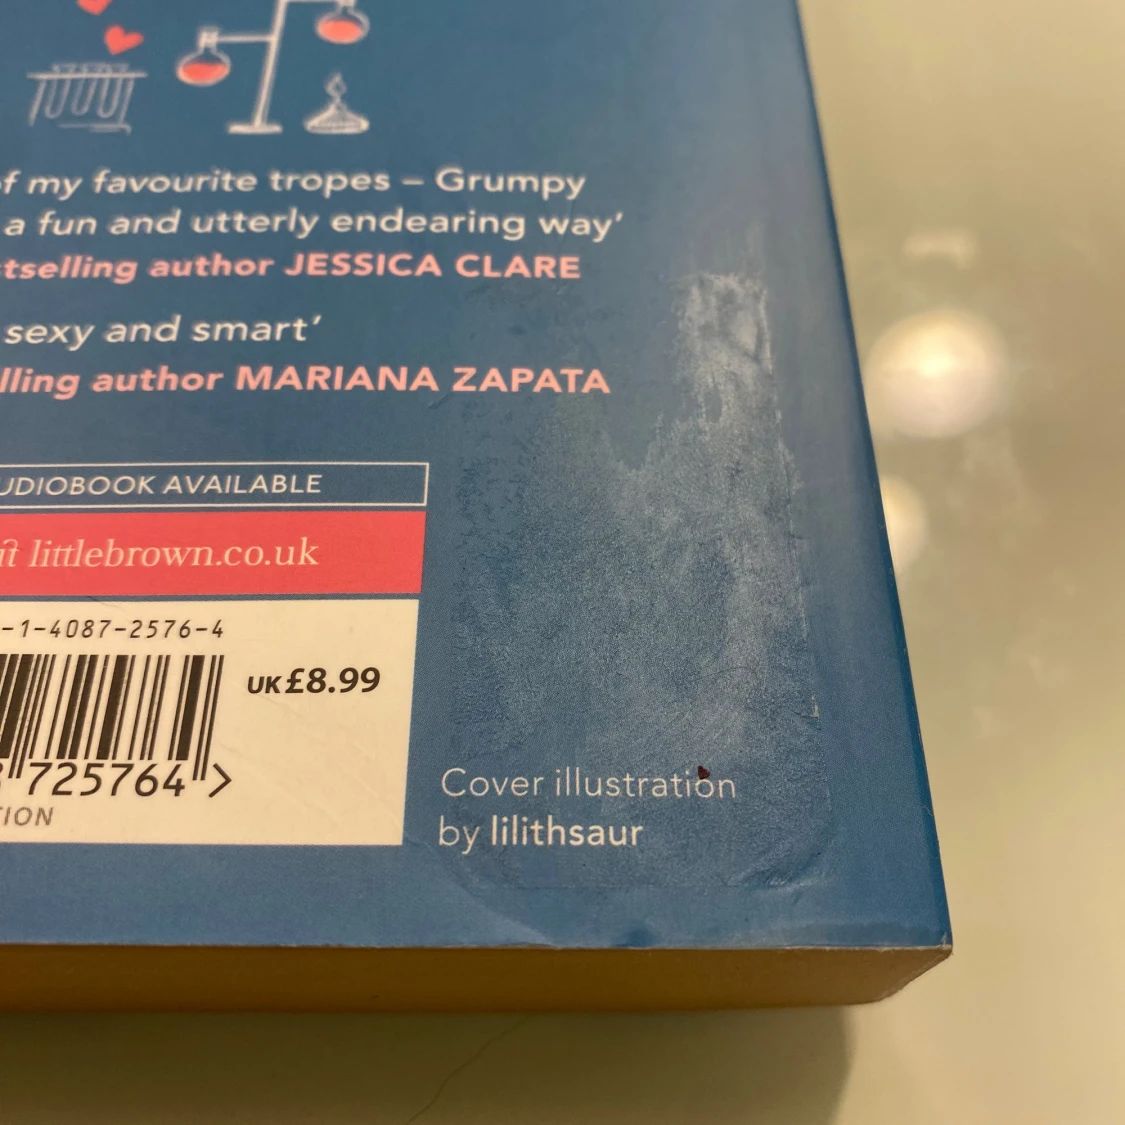 of my favourite tropes – Grumpy
a fun and utterly endearing way’
tselling author JESSICA CLARE
sexy and smart’
lling author MARIANA ZAPATA
UDIOBOOK AVAILABLE
it littlebrown.co.uk
-1-4087-2576-4
UK£8.99
725764 >
TION
Cover illustration
by lilithsaur